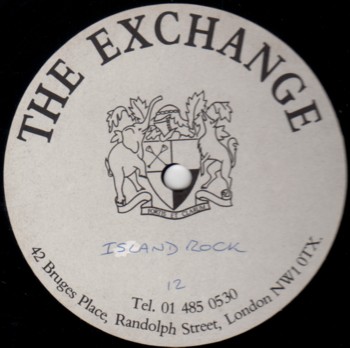 THE EXCHANGE
ISLAND ROCK
12
Tel. 01 485 0530
42 Bruges Place, Randolph Street, London NW1 0TX.